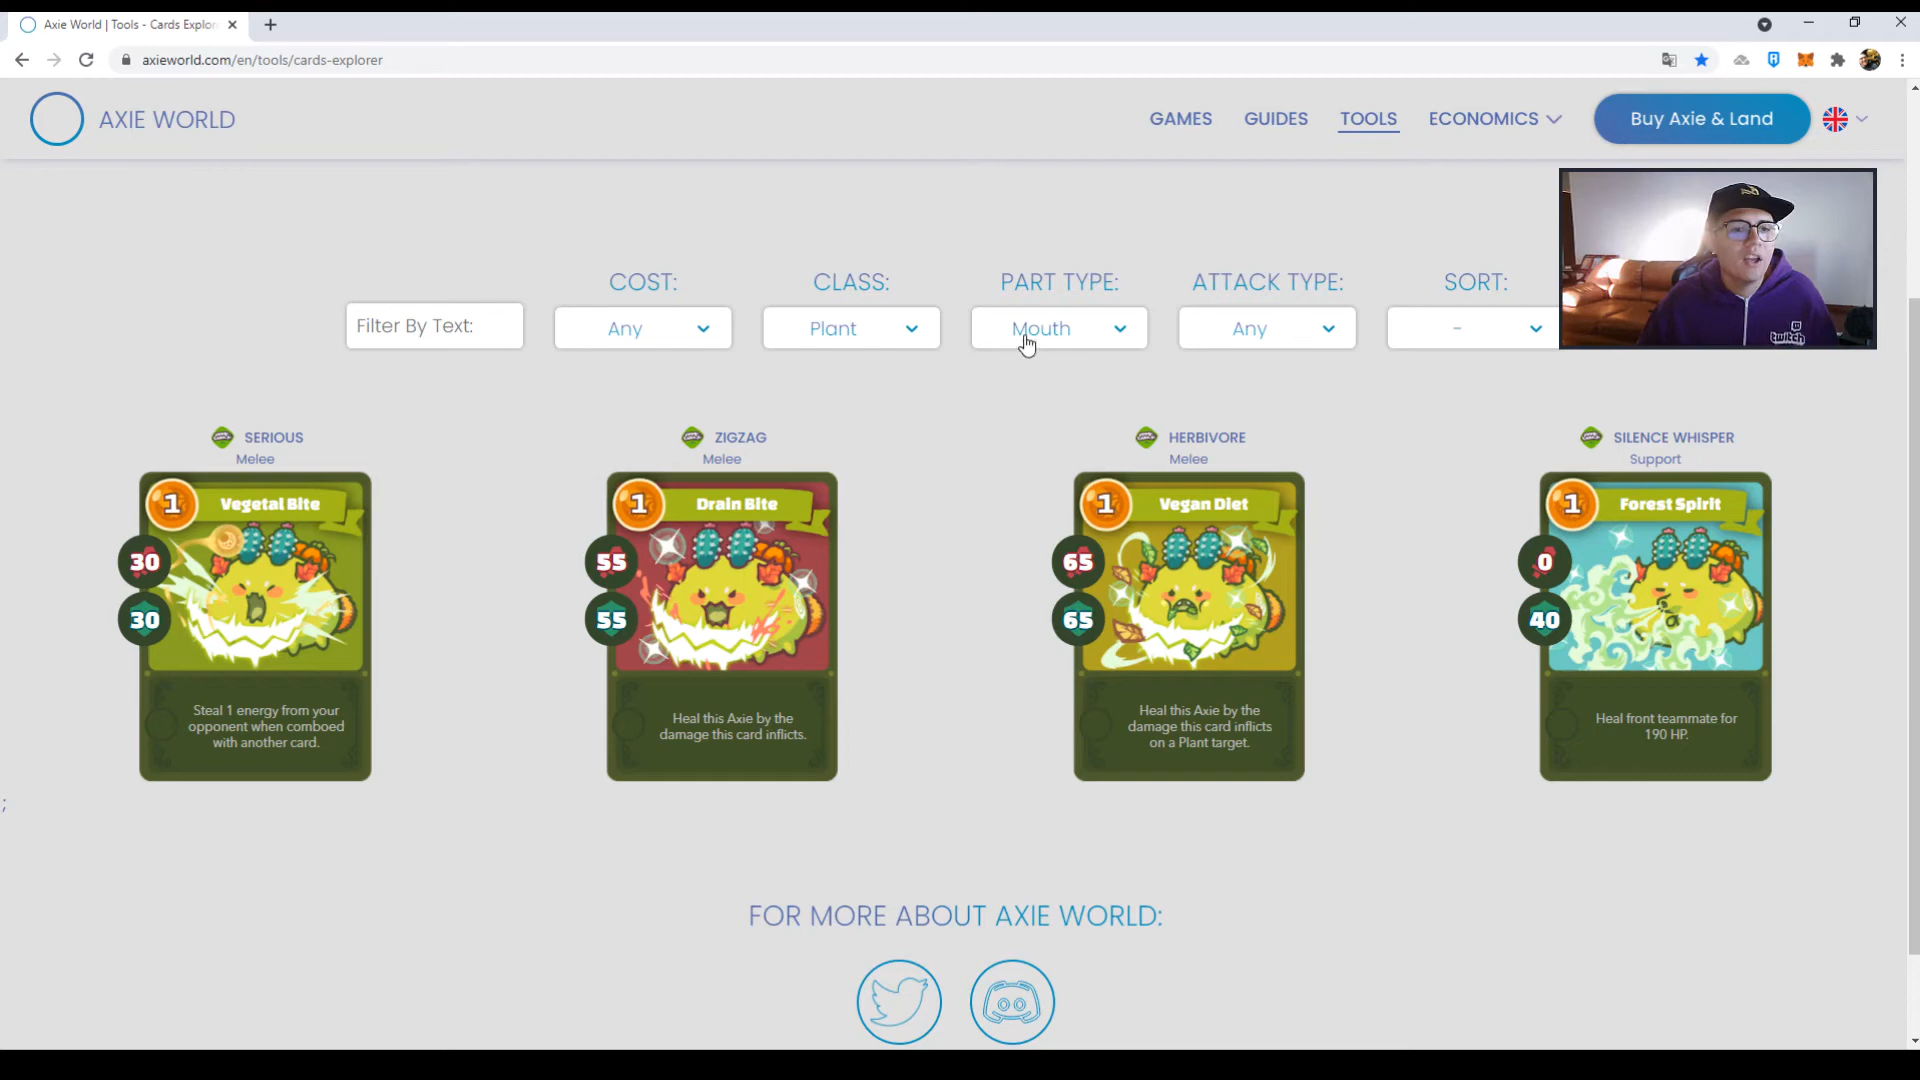 Axie World | Tools - Cards Explor
axieworld.com/en/tools/cards-explorer
AXIE WORLD
GAMES
GUIDES
TOOLS
ECONOMICS
Buy Axie & Land
COST:
CLASS:
PART TYPE:
ATTACK TYPE:
SORT:
Filter By Text:
Any
Plant
Mouth
Any
-
twitch
SERIOUS
Melee
1
Vegetal Bite
30
30
Steal 1 energy from your
opponent when comboed
with another card.
ZIGZAG
Melee
1
Drain Bite
55
55
Heal this Axie by the
damage this card inflicts.
HERBIVORE
Melee
1
Vegan Diet
65
65
Heal this Axie by the
damage this card inflicts
on a Plant target.
SILENCE WHISPER
Support
1
Forest Spirit
0
40
Heal front teammate for
190 HP.
;
FOR MORE ABOUT AXIE WORLD: